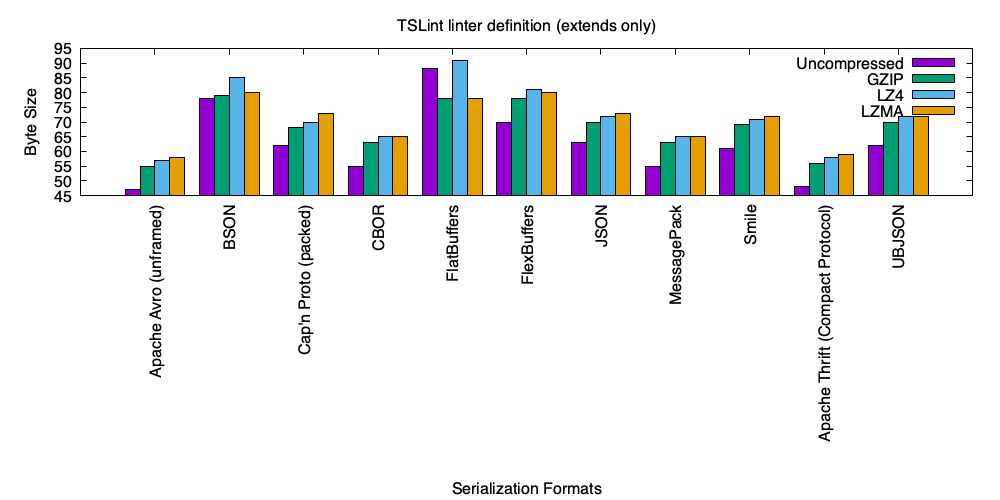 TSLint linter definition (extends only)
Byte Size
95
90
85
80
75
70
65
60
55
50
45
Uncompressed
GZIP
LZ4
LZMA
Apache Avro (unframed)
BSON
Cap'n Proto (packed)
CBOR
FlatBuffers
FlexBuffers
JSON
MessagePack
Smile
Apache Thrift (Compact Protocol)
UBJSON
Serialization Formats